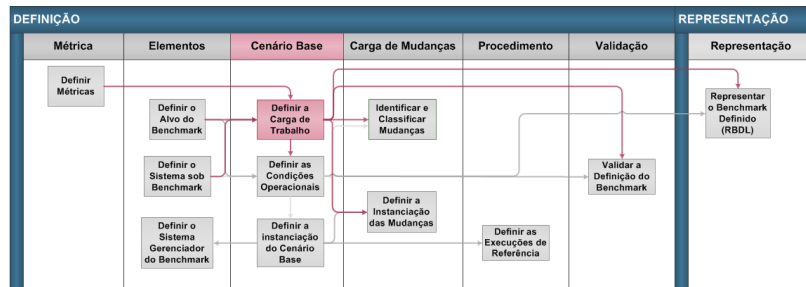 DEFINIÇÃO
REPRESENTAÇÃO
Métrica
Elementos
Cenário Base
Carga de Mudanças
Procedimento
Validação
Representação
Definir
Métricas
Definir o
Alvo do
Benchmark
Definir a
Carga de
Trabalho
Identificar e
Classificar
Mudanças
Representar
o Benchmark
Definido
(RBDL)
Definir o
Sistema sob
Benchmark
Definir as
Condições
Operacionais
Validar a
Definição do
Benchmark
Definir a
Instanciação
das Mudanças
Definir o
Sistema
Gerenciador
do Benchmark
Definir a
instanciação
do Cenário
Base
Definir as
Execuções de
Referência